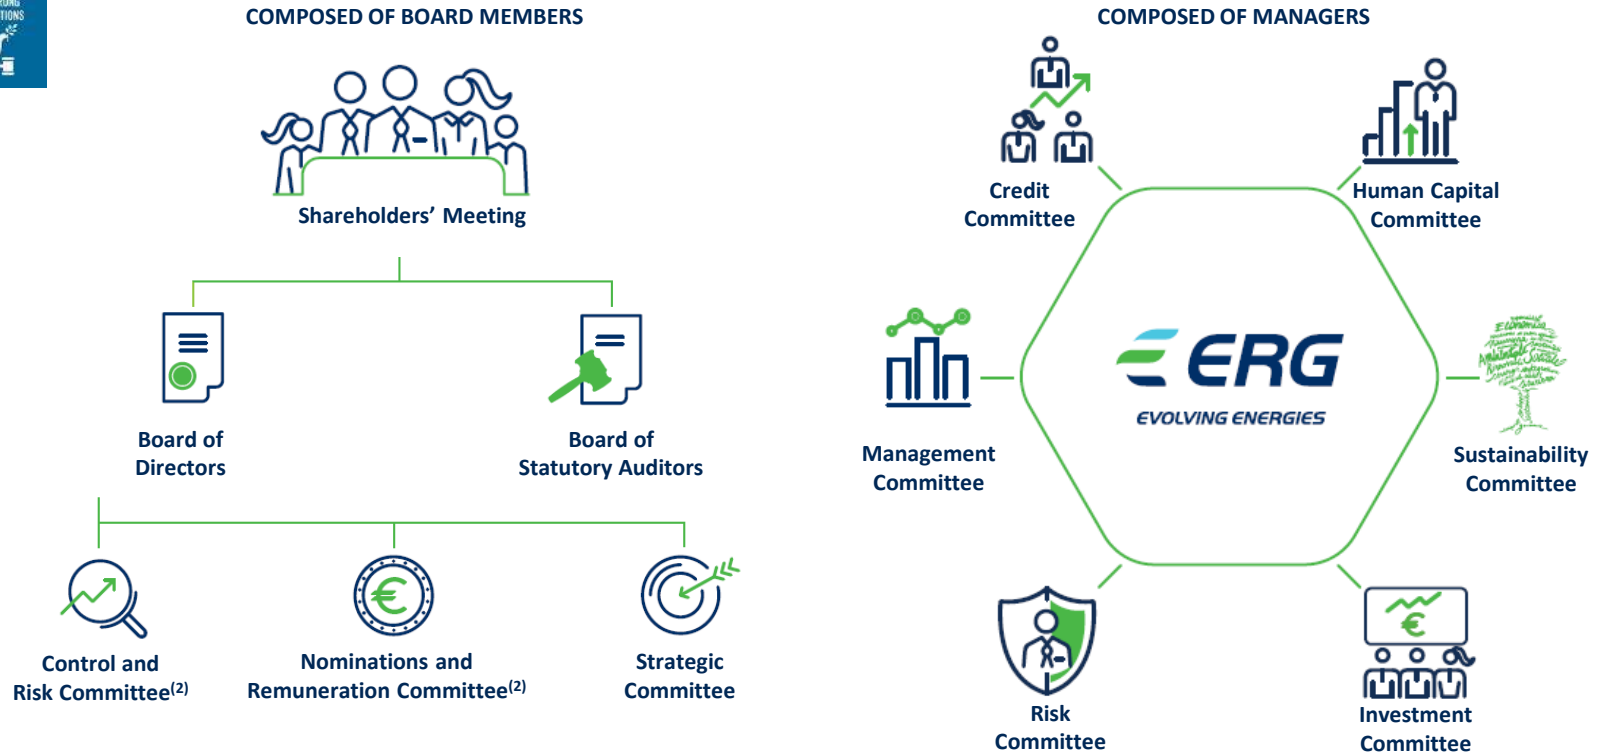 TIONS
COMPOSED OF BOARD MEMBERS
Shareholders’ Meeting
Board of
Directors
Board of
Statutory Auditors
Control and
Risk Committee(2)
Nominations and
Remuneration Committee(2)
Strategic
Committee
COMPOSED OF MANAGERS
Credit
Committee
Human Capital
Committee
Management
Committee
ERG
EVOLVING ENERGIES
Economica
Sustainability
Committee
Risk
Committee
Investment
Committee